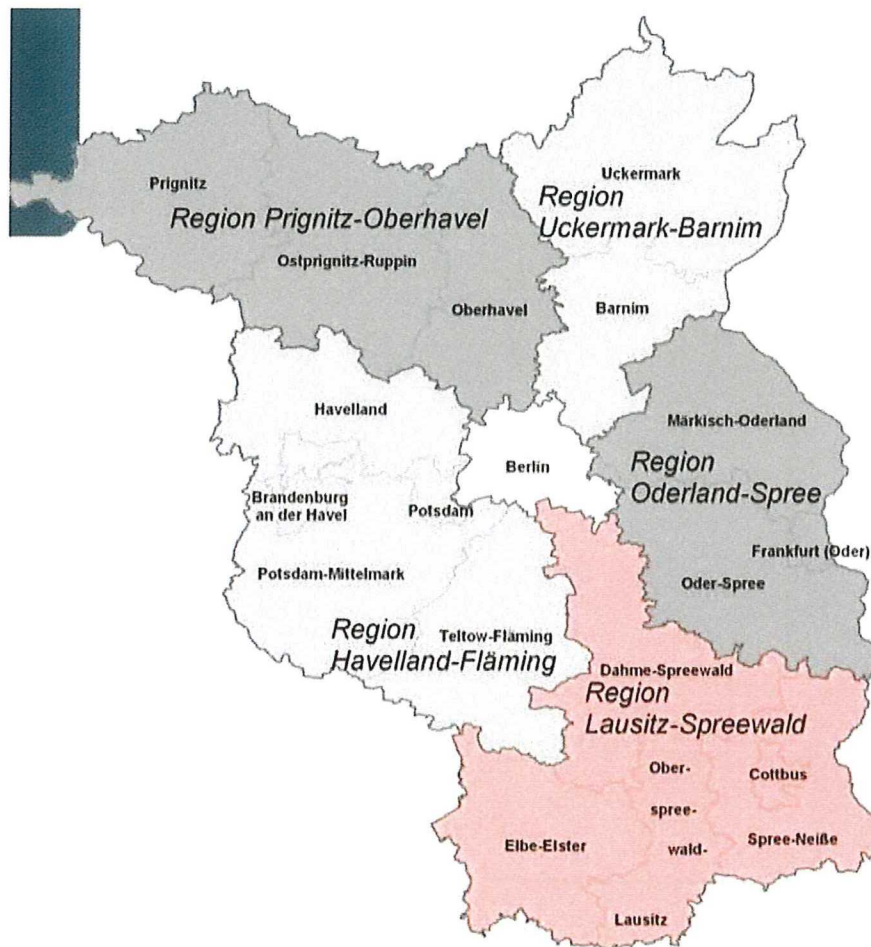 Prignitz
Region Prignitz-Oberhavel
Ostprignitz-Ruppin
Oberhavel
Uckermark
Region
Uckermark-Barnim
Barnim
Havelland
Brandenburg
an der Havel
Potsdam
Potsdam-Mittelmark
Region
Havelland-Fläming
Teltow-Fläming
Berlin
Märkisch-Oderland
Region
Oderland-Spree
Frankfurt (Oder)
Oder-Spree
Dahme-Spreewald
Region
Lausitz-Spreewald
Ober-
spree-
wald-
Lausitz
Cottbus
Spree-Neiße
Elbe-Elster